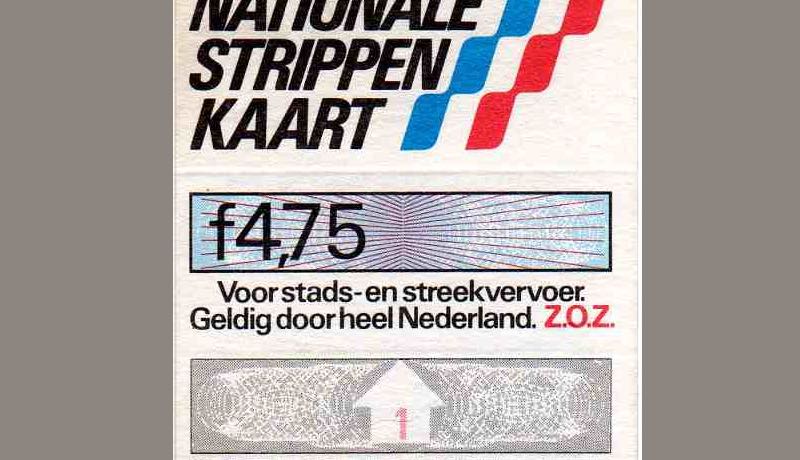 NATIONALE
STRIPPEN
KAART
f4,75
Voor stads- en streekvervoer.
Geldig door heel Nederland. Z.O.Z.
1